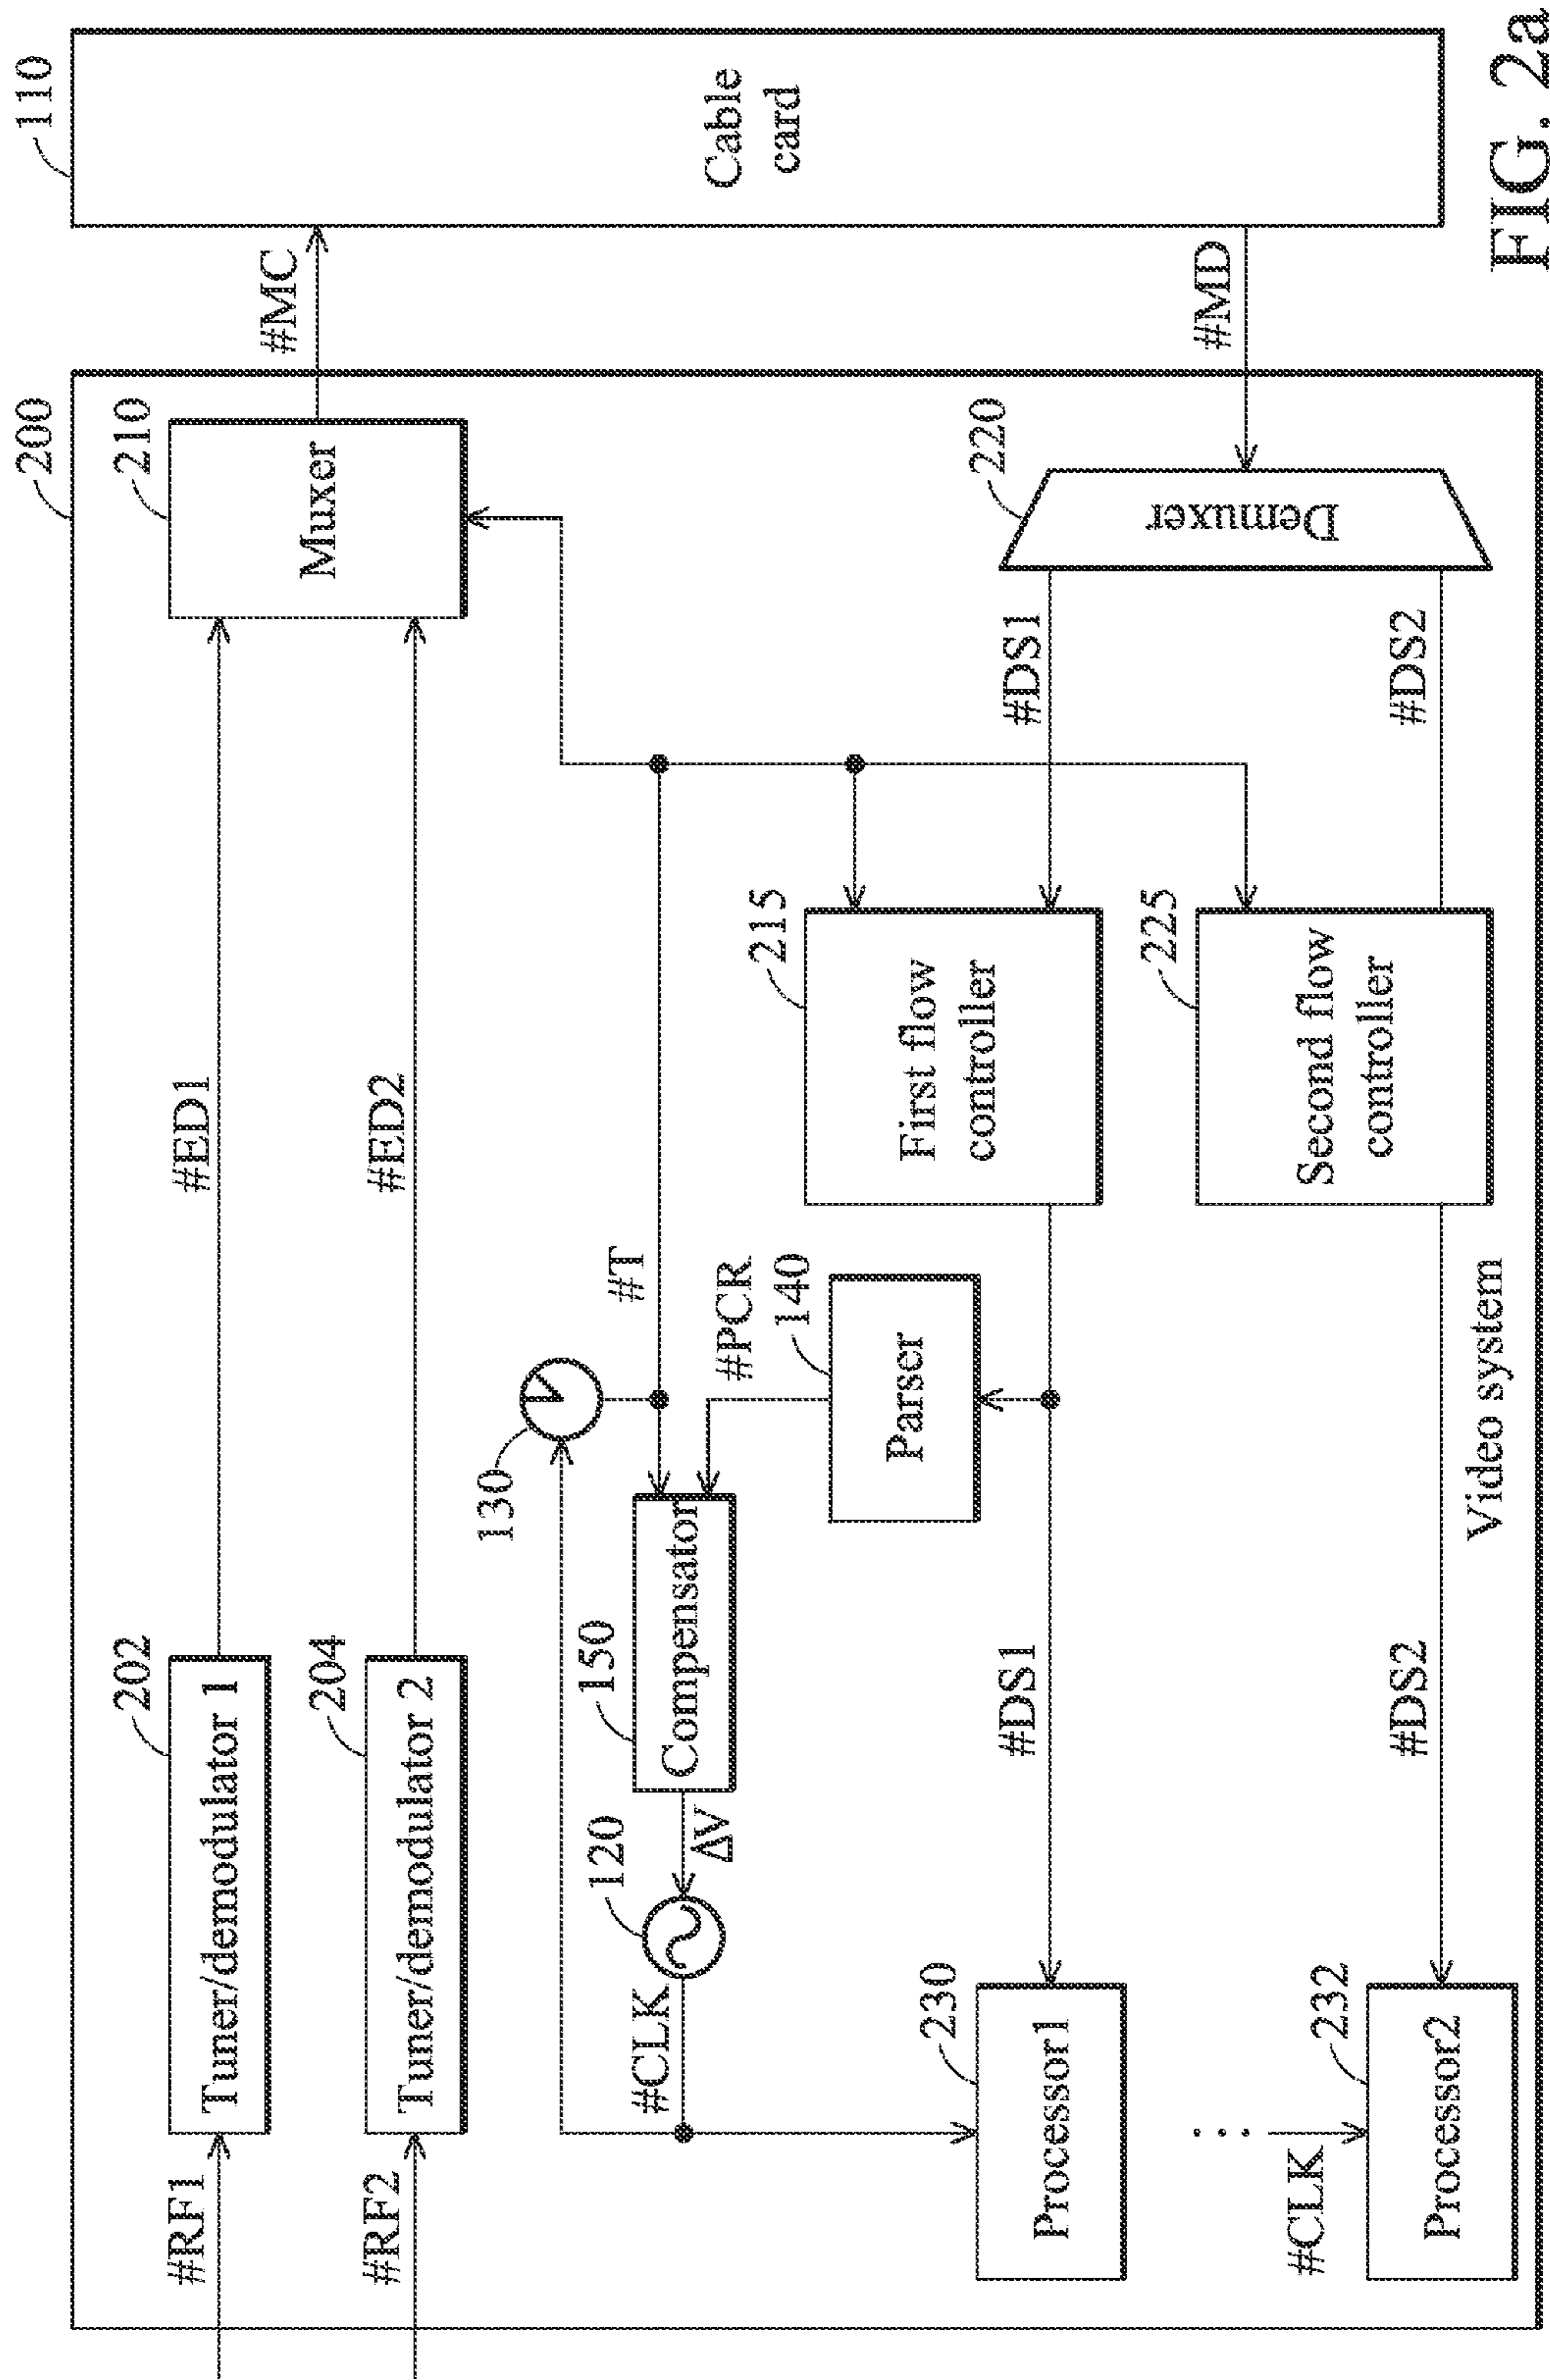 200
110
202
#RF1
Tuner/demodulator 1
#ED1
210
Muxer
#MC
204
#RF2
Tuner/demodulator 2
#ED2
130
#T
Cable
card
#CLK
120
ΔV
150
Compensator
#PCR
140
Parser
215
First flow
controller
230
Processor1
#DS1
#DS1
220
Demuxer
#MD
225
Second flow
controller
...
#CLK
232
Processor2
#DS2
#DS2
Video system
FIG. 2a